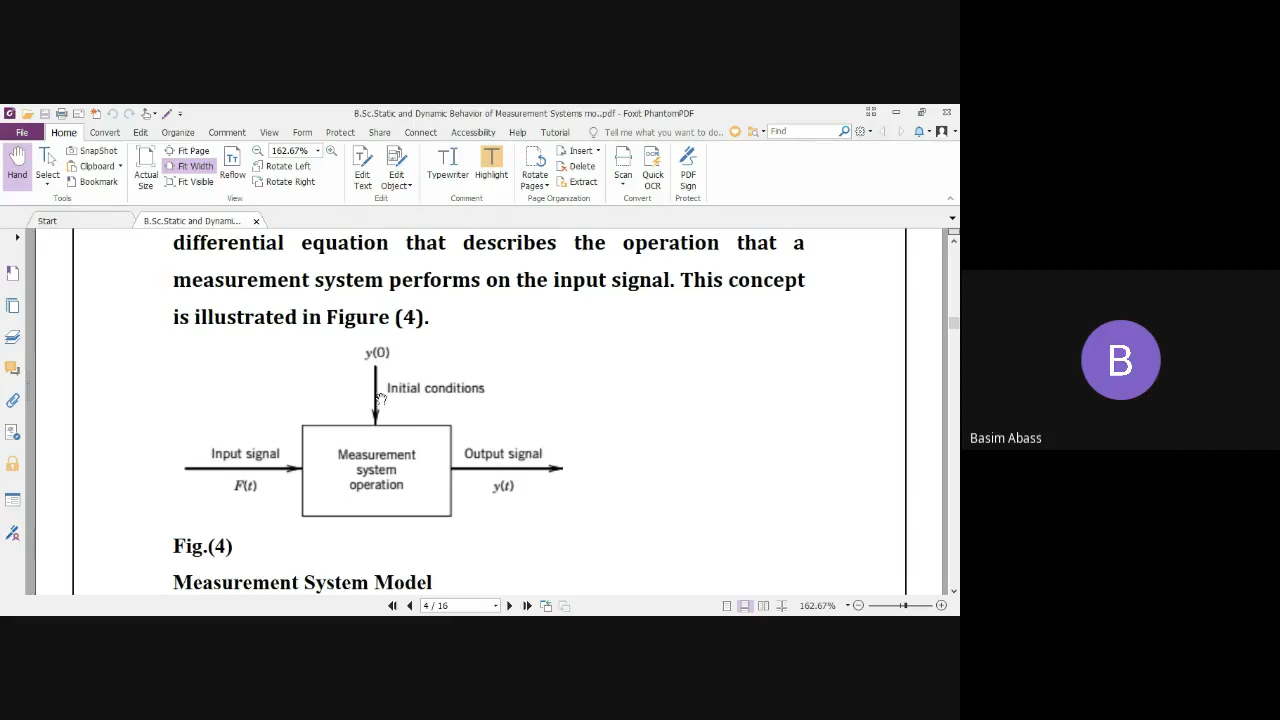 B.Sc.Static and Dynamic Behavior of Measurement Systems mo..pdf - Foxit PhantomPDF
File Home Convert Edit Organize Comment View Form Protect Share Connect Accessibility Help Tutorial Tell me what you want to do.. Find
Hand
Select
SnapShot
Clipboard
Bookmark
Tools
Actual Size
Fit Page
Fit Width
Fit Visible
Reflow
162.67%
Rotate Left
Rotate Right
View
Edit Text
Edit Object
Edit
Typewriter
Highlight
Comment
Rotate Pages
Insert
Delete
Extract
Page Organization
Scan
Quick OCR
Convert
PDF Sign
Protect
Start
B.Sc.Static and Dynami...
differential equation that describes the operation that a
measurement system performs on the input signal. This concept
is illustrated in Figure (4).
y(0)
Initial conditions
Input signal
F(t)
Measurement
system
operation
Output signal
y(t)
Fig.(4)
Measurement System Model
4 / 16
162.67%
B
Basim Abass